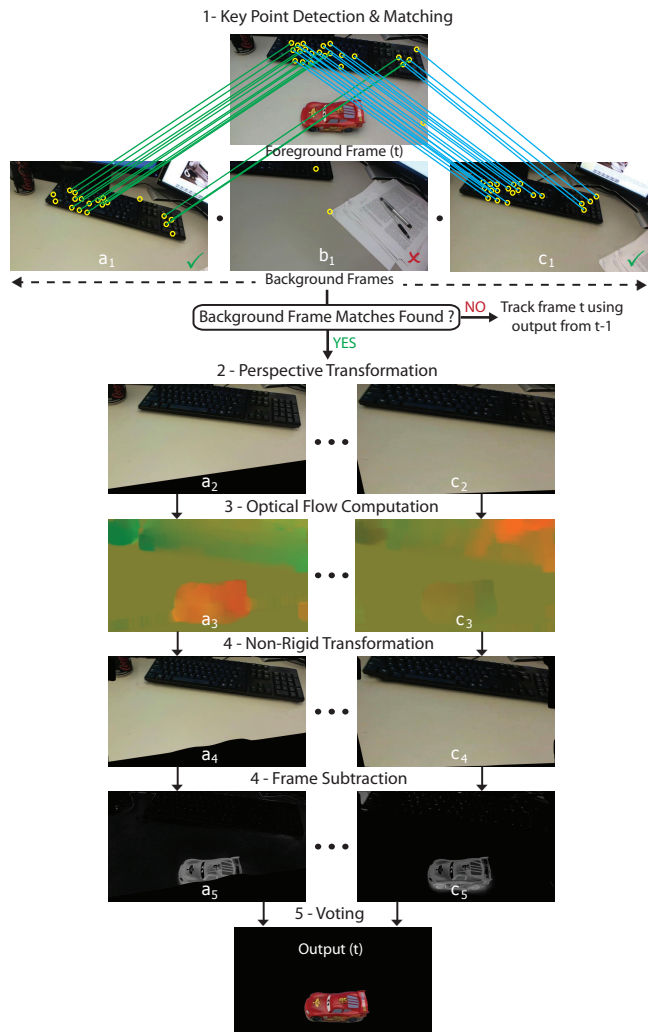 1- Key Point Detection & Matching
Foreground Frame (t)
a1
b1
c1
Background Frames
Background Frame Matches Found ?
NO
Track frame t using
output from t-1
YES
2 - Perspective Transformation
a2
c2
3 - Optical Flow Computation
a3
c3
4 - Non-Rigid Transformation
a4
c4
4 - Frame Subtraction
a5
c5
5 - Voting
Output (t)